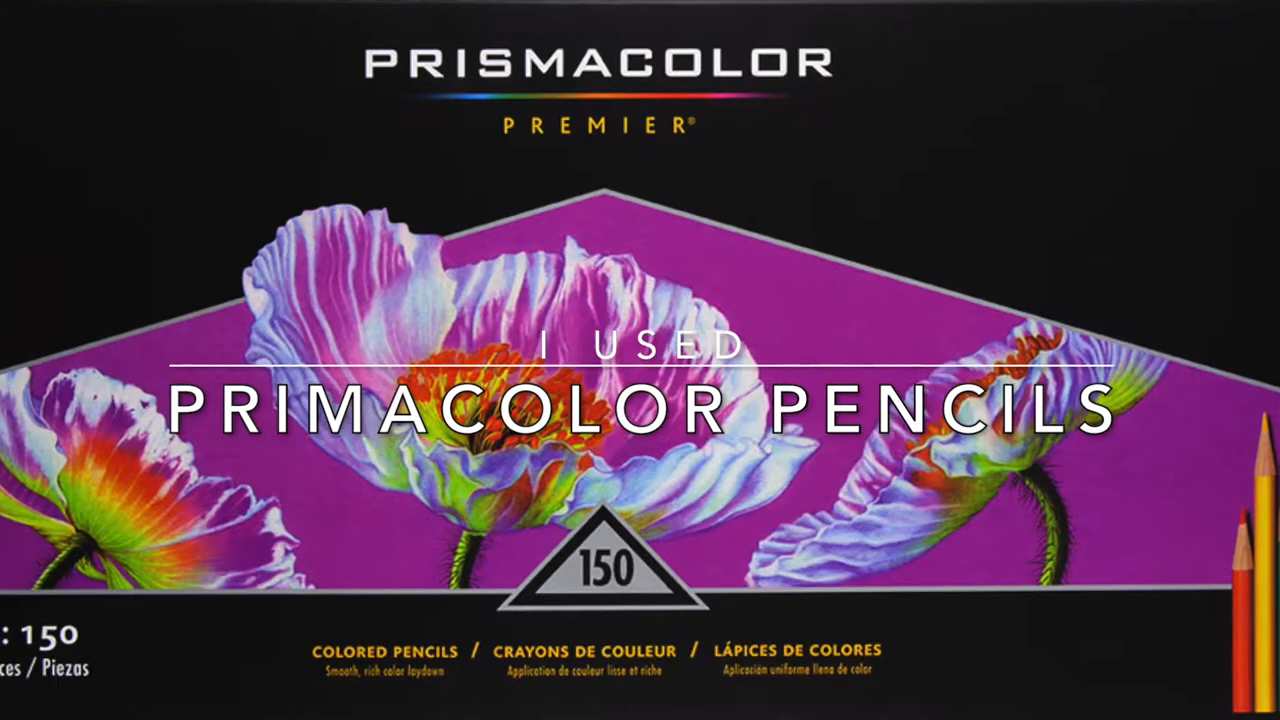 PRISMACOLOR
PREMIER®
I USED
PRIMACOLOR PENCILS
150
: 150
ces / Piezas
COLORED PENCILS / CRAYONS DE COULEUR / LÁPICES DE COLORES
Smooth, rich color laydown Application de couleur lisse et riche Aplicación uniforme llena de color